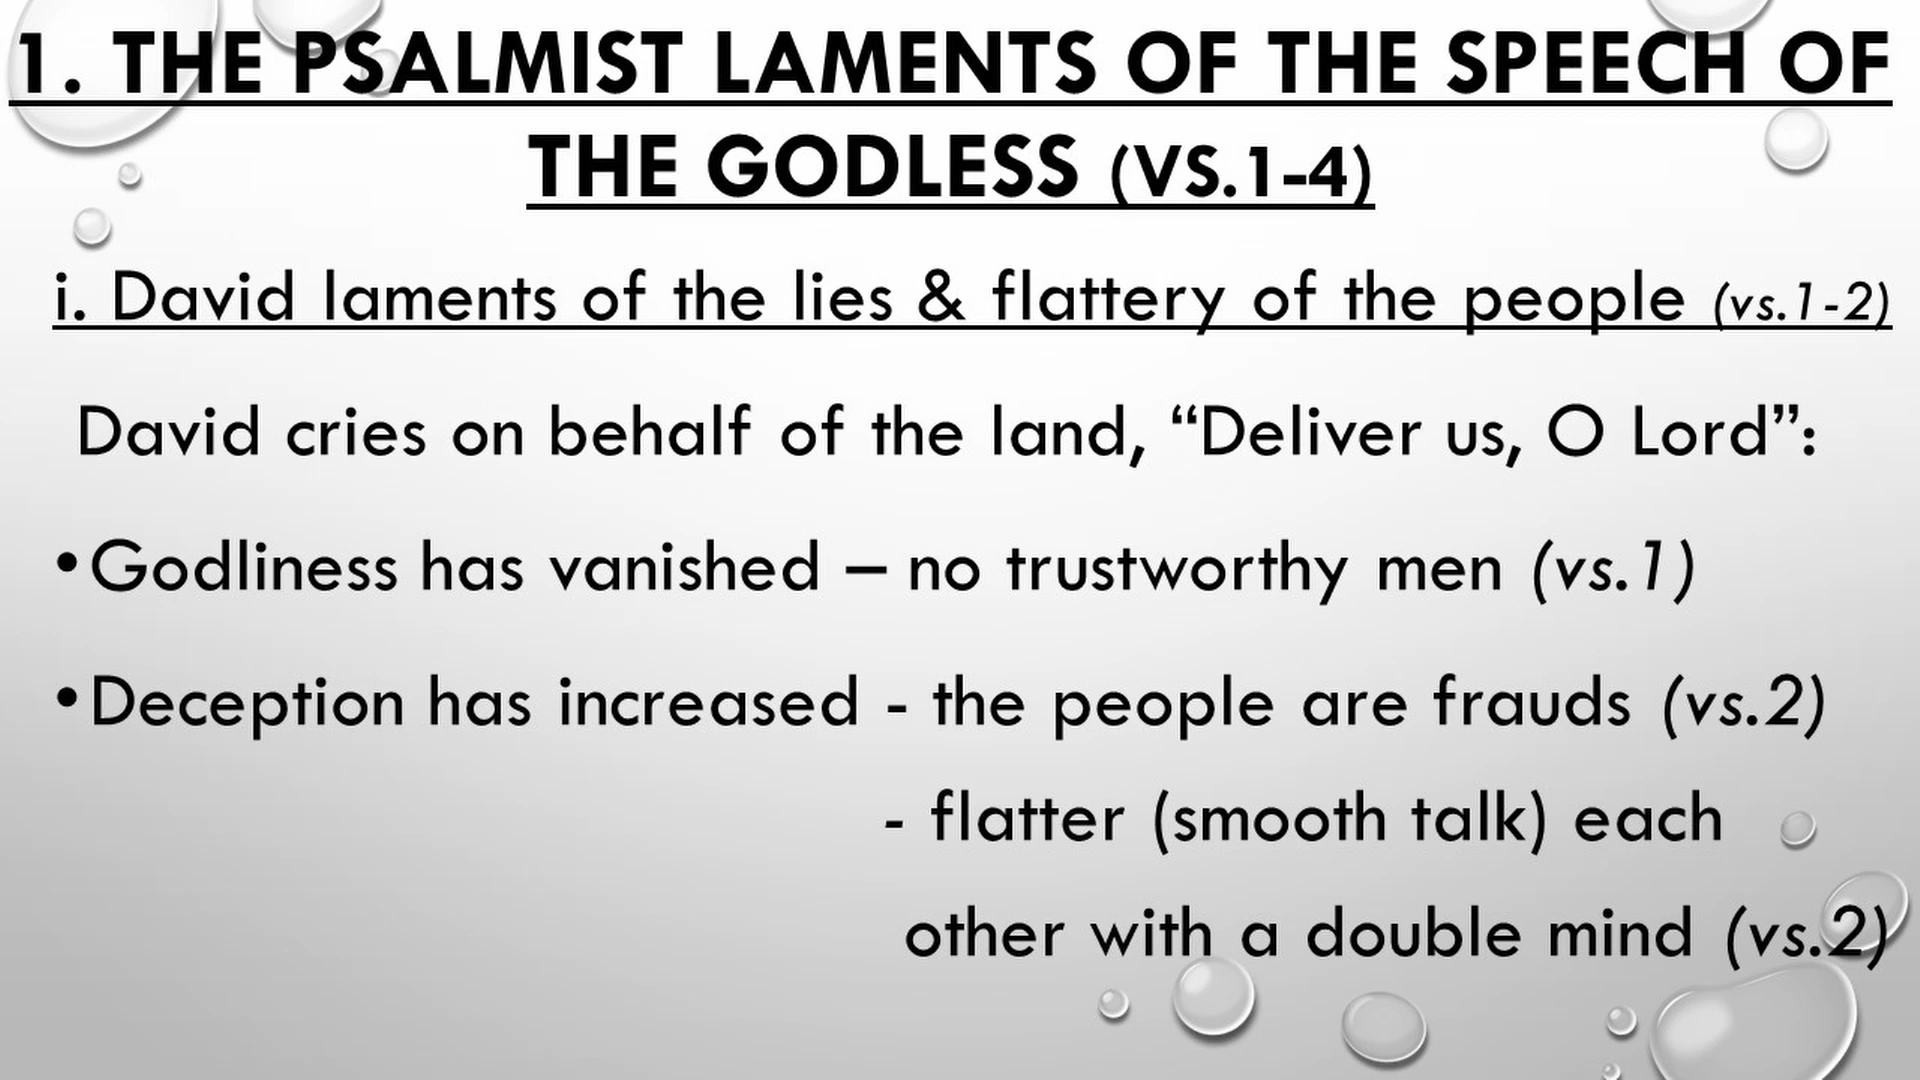 1. THE PSALMIST LAMENTS OF THE SPEECH OF
THE GODLESS (VS.1-4)
i. David laments of the lies & flattery of the people (vs.1-2)
David cries on behalf of the land, “Deliver us, O Lord”:
•Godliness has vanished – no trustworthy men (vs.1)
•Deception has increased - the people are frauds (vs.2)
- flatter (smooth talk) each
other with a double mind (vs.2)